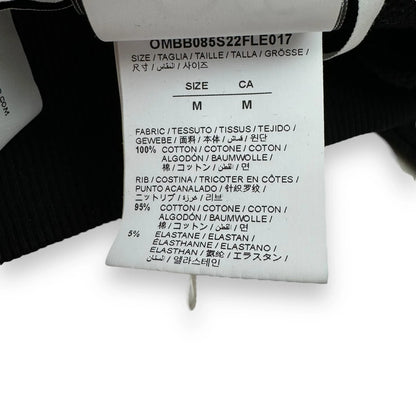 OMBB085S22FLE017
SIZE / TAGLIA / TAILLE / TALLA / GRÖSSE /
尺寸 / المقاس / 사이즈
SIZE CA
M M
FABRIC / TESSUTO / TISSUS / TEJIDO /
GEWEBE / 面料 / 本体 / قماش / 원단
100% COTTON / COTONE / COTON /
ALGODÓN / BAUMWOLLE /
棉 / コットン / القطن / 면
RIB / COSTINA / TRICOTER EN CÔTES /
PUNTO ACANALADO / 针织罗纹 /
ニットリブ / 리브
95% COTTON / COTONE / COTON /
ALGODÓN / BAUMWOLLE /
棉 / コットン / القطن / 면
5% ELASTANE / ELASTAN /
ELASTHANNE / ELASTANO /
ELASTHAN / 氨纶 / エラスタン
/ 엘라스테인